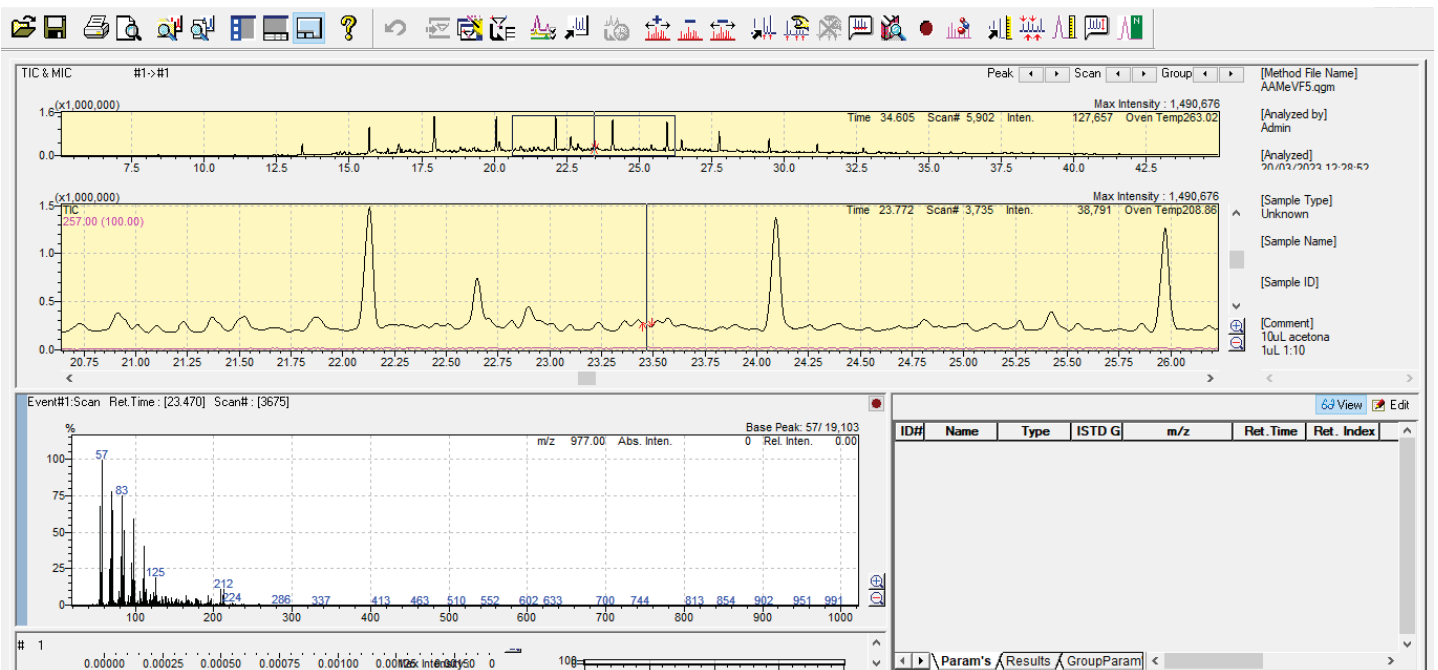 TIC & MIC #1->#1 Peak Scan Group
[Method File Name]
AAMeVF5.qgm
[Analyzed by]
Admin
[Analyzed]
20/03/2023 12:28:52
[Sample Type]
Unknown
[Sample Name]
[Sample ID]
[Comment]
10uL acetona
1uL 1:10
(x1,000,000) Max Intensity : 1,490,676
1.6 Time 34.605 Scan# 5,902 Inten. 127,657 Oven Temp263.02
0.0
7.5 10.0 12.5 15.0 17.5 20.0 22.5 25.0 27.5 30.0 32.5 35.0 37.5 40.0 42.5
(x1,000,000) Max Intensity : 1,490,676
1.5 TIC Time 23.772 Scan# 3,735 Inten. 38,791 Oven Temp208.86
257.00 (100.00)
1.0
0.5
0.0
20.75 21.00 21.25 21.50 21.75 22.00 22.25 22.50 22.75 23.00 23.25 23.50 23.75 24.00 24.25 24.50 24.75 25.00 25.25 25.50 25.75 26.00
Event#1:Scan Ret.Time : [23.470] Scan# : [3675]
% Base Peak: 57/ 19,103
m/z 977.00 Abs. Inten. 0 Rel. Inten. 0.00
100 57
75 83
50
25 125
212
0 224 286 337 413 463 510 552 602 633 700 744 813 854 902 951 991
100 200 300 400 500 600 700 800 900 1000
View Edit
ID# Name Type ISTD G m/z Ret.Time Ret. Index
# 1
0.00000 0.00025 0.00050 0.00075 0.00100
Param's Results GroupParam